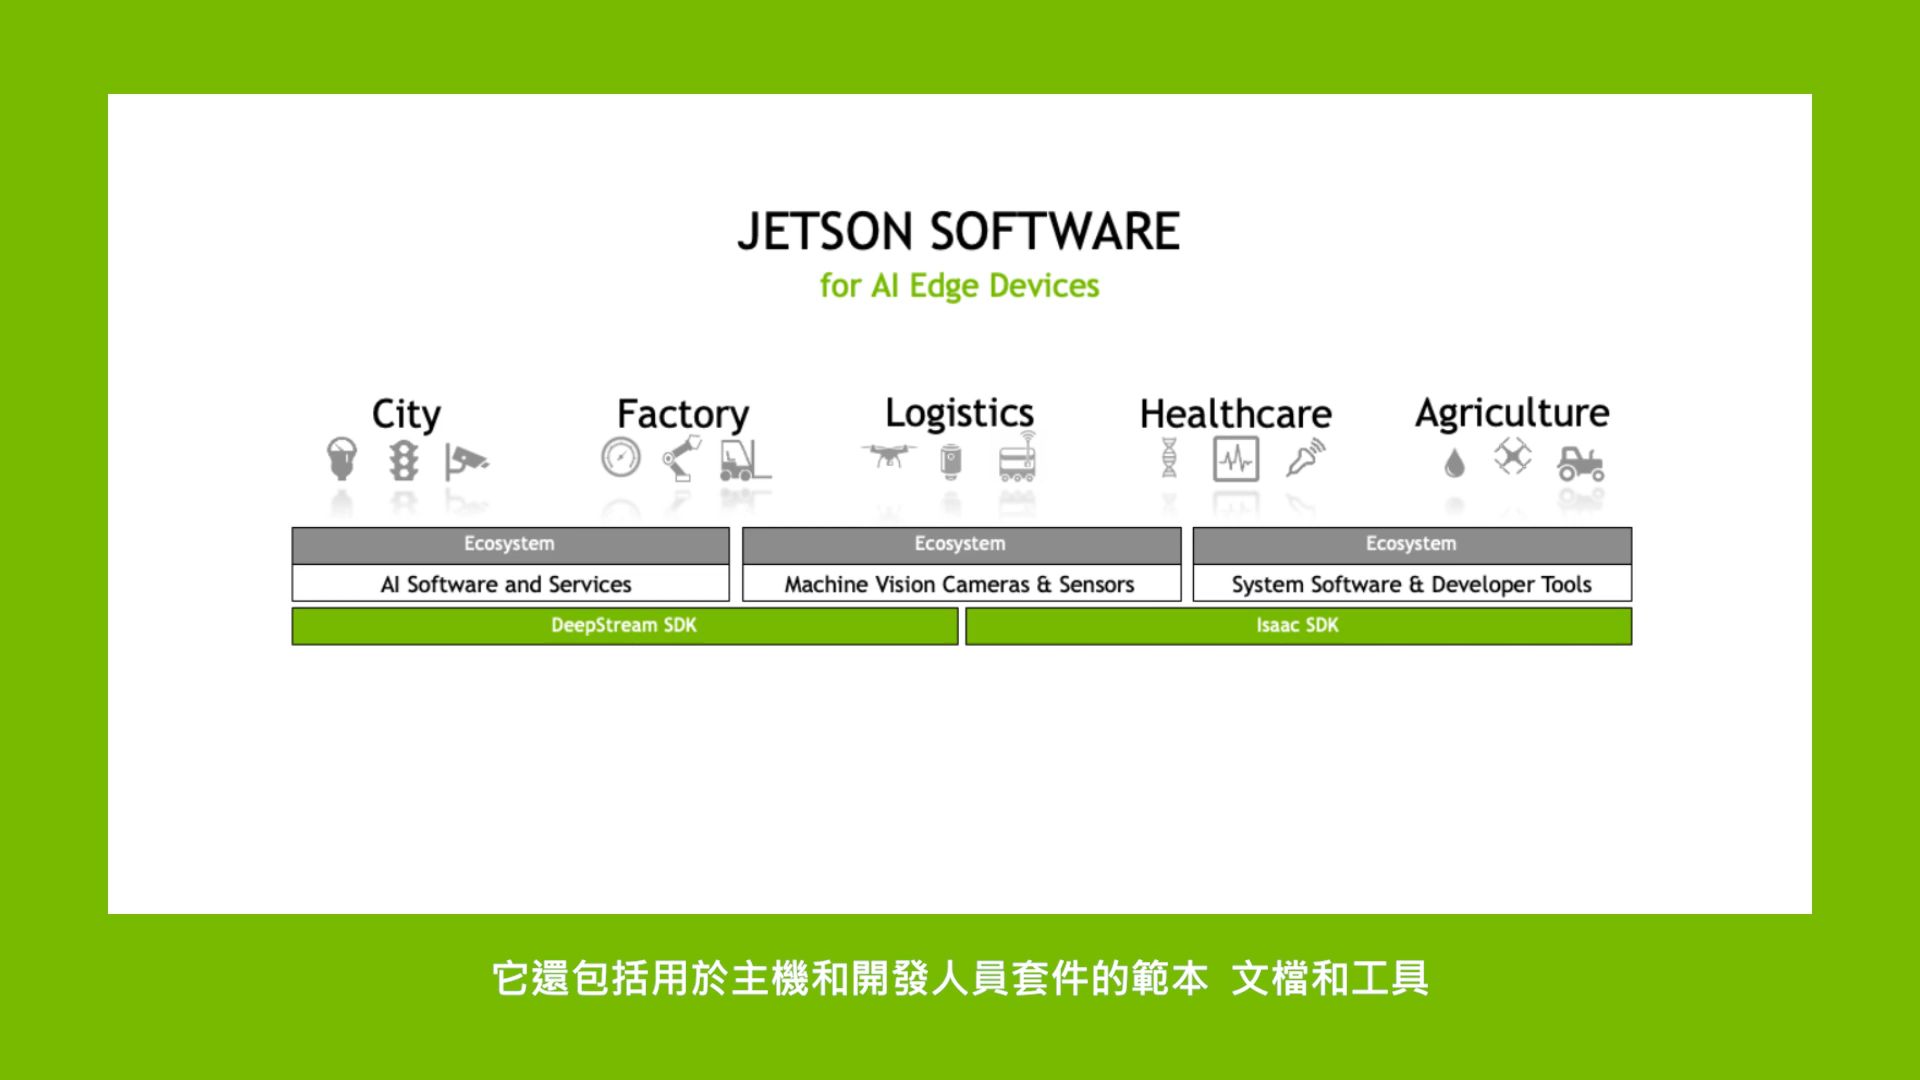 JETSON SOFTWARE
for AI Edge Devices
City
Factory
Logistics
Healthcare
Agriculture
Ecosystem
AI Software and Services
Ecosystem
Machine Vision Cameras & Sensors
Ecosystem
System Software & Developer Tools
DeepStream SDK
Isaac SDK
它還包括用於主機和開發人員套件的範本 文檔和工具